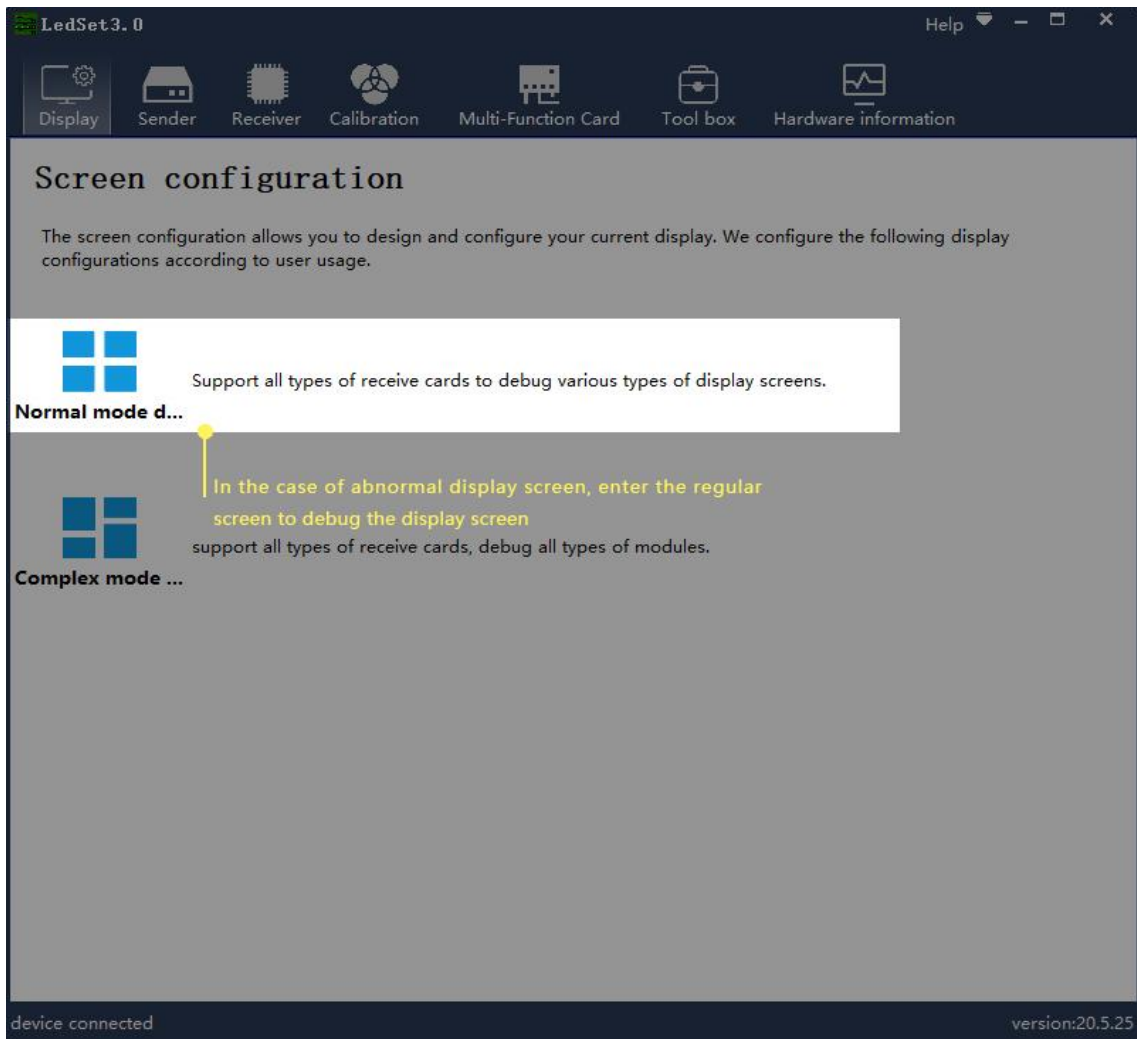 LedSet3.0
Help
Display Sender Receiver Calibration Multi-Function Card Tool box Hardware information
Screen configuration
The screen configuration allows you to design and configure your current display. We configure the following display
configurations according to user usage.
Support all types of receive cards to debug various types of display screens.
Normal mode d...
In the case of abnormal display screen, enter the regular
screen to debug the display screen
support all types of receive cards, debug all types of modules.
Complex mode ...
device connected
version:20.5.25